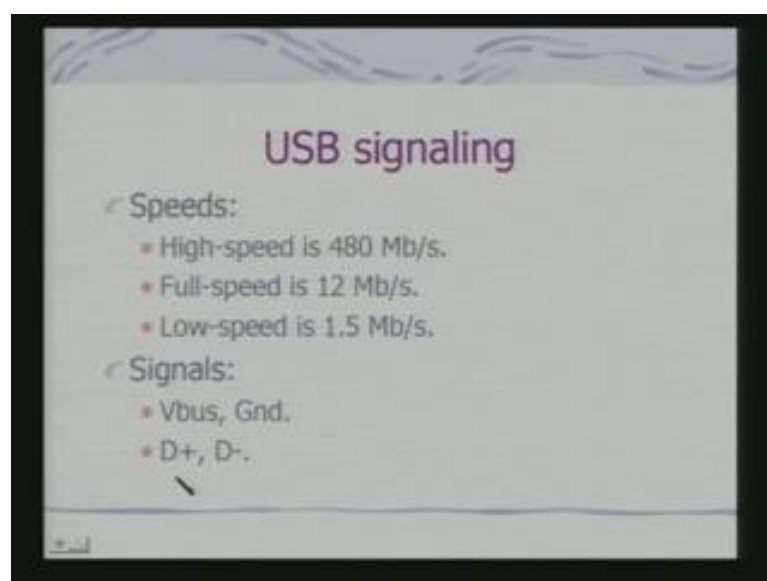 USB signaling
Speeds:
High-speed is 480 Mb/s.
Full-speed is 12 Mb/s.
Low-speed is 1.5 Mb/s.
Signals:
Vbus, Gnd.
D+, D-.